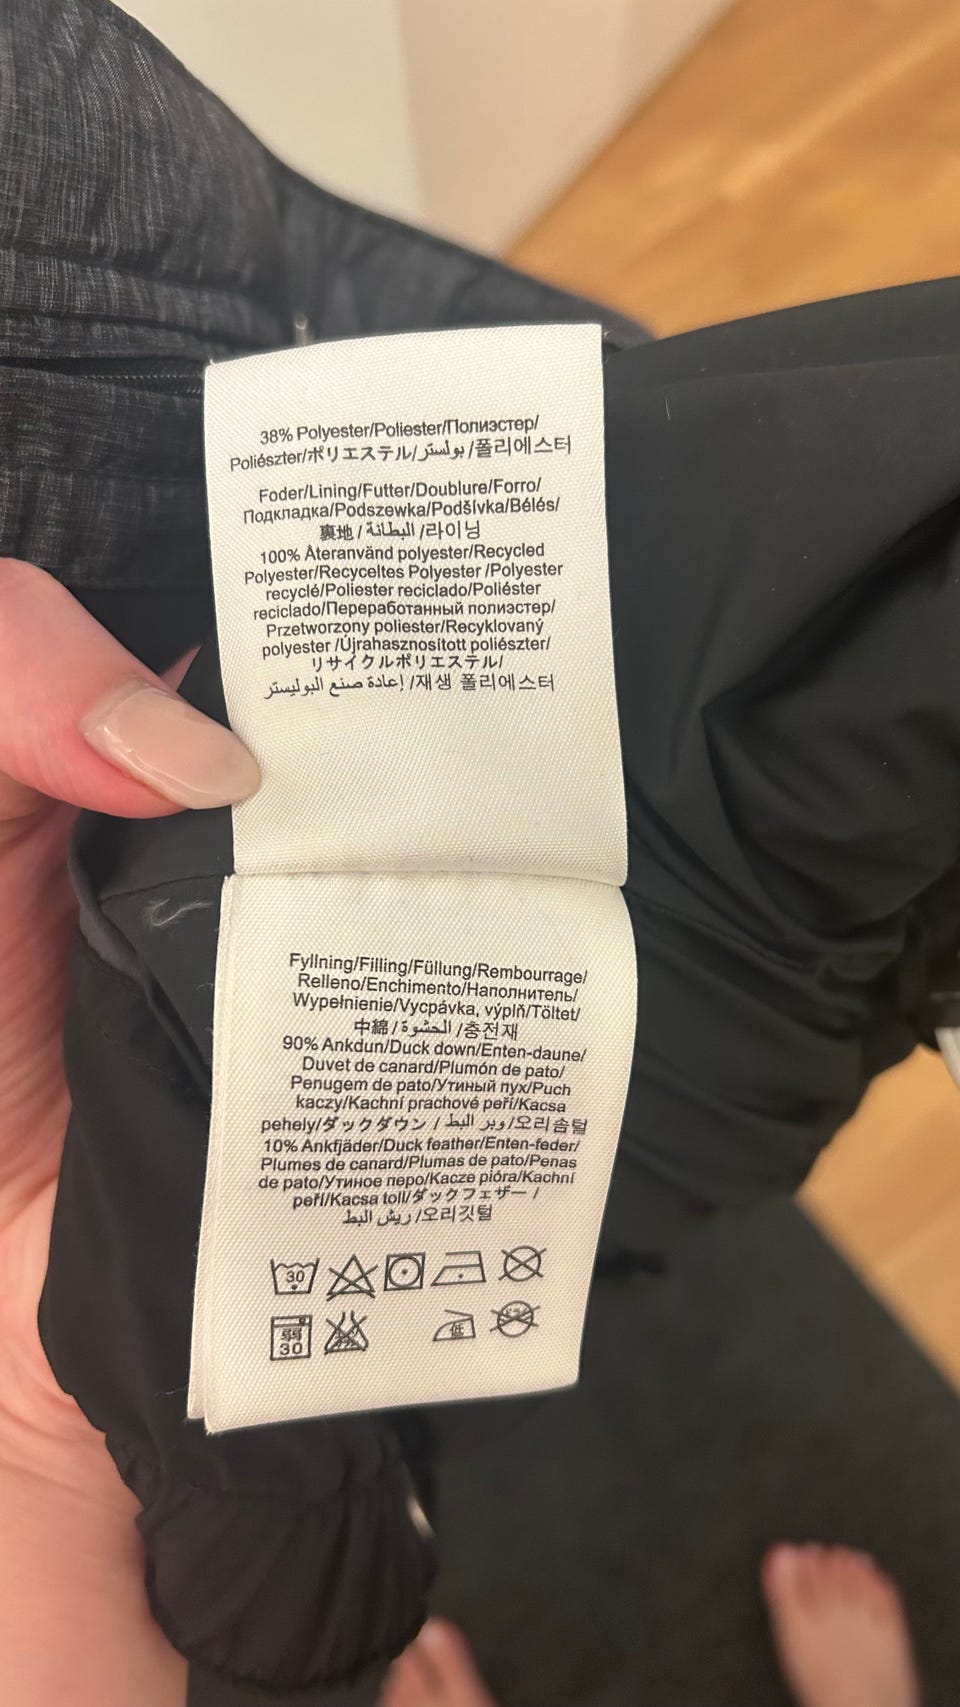 38% Polyester/Poliester/Полиэстер/
Poliészter/ポリエステル/بولستر/폴리에스터
Foder/Lining/Futter/Doublure/Forro/
Подкладка/Podszewka/Podšívka/Bélés/
裏地/البطانة/라이닝
100% Återanvänd polyester/Recycled
Polyester/Recyceltes Polyester /Polyester
recyclé/Poliester reciclado/Poliéster
reciclado/Переработанный полиэстер/
Przetworzony poliester/Recyklovaný
polyester /Újrahasznosított poliészter/
リサイクルポリエステル/
إعادة صنع البوليستر/재생 폴리에스터
Fyllning/Filling/Füllung/Rembourrage/
Relleno/Enchimento/Наполнитель/
Wypełnienie/Vycpávka, výplň/Töltet/
中綿/الحشوة/충전재
90% Ankdun/Duck down/Enten-daune/
Duvet de canard/Plumón de pato/
Penugem de pato/Утиный пух/Puch
kaczy/Kachní prachové peří/Kacsa
pehely/ダックダウン / وبر البط/오리솜털
10% Ankfjäder/Duck feather/Enten-feder/
Plumes de canard/Plumas de pato/Penas
de pato/Утиное перо/Kacze pióra/Kachní
peří/Kacsa toll/ダックフェザー /
ريش البط/오리깃털
30
弱
30
低